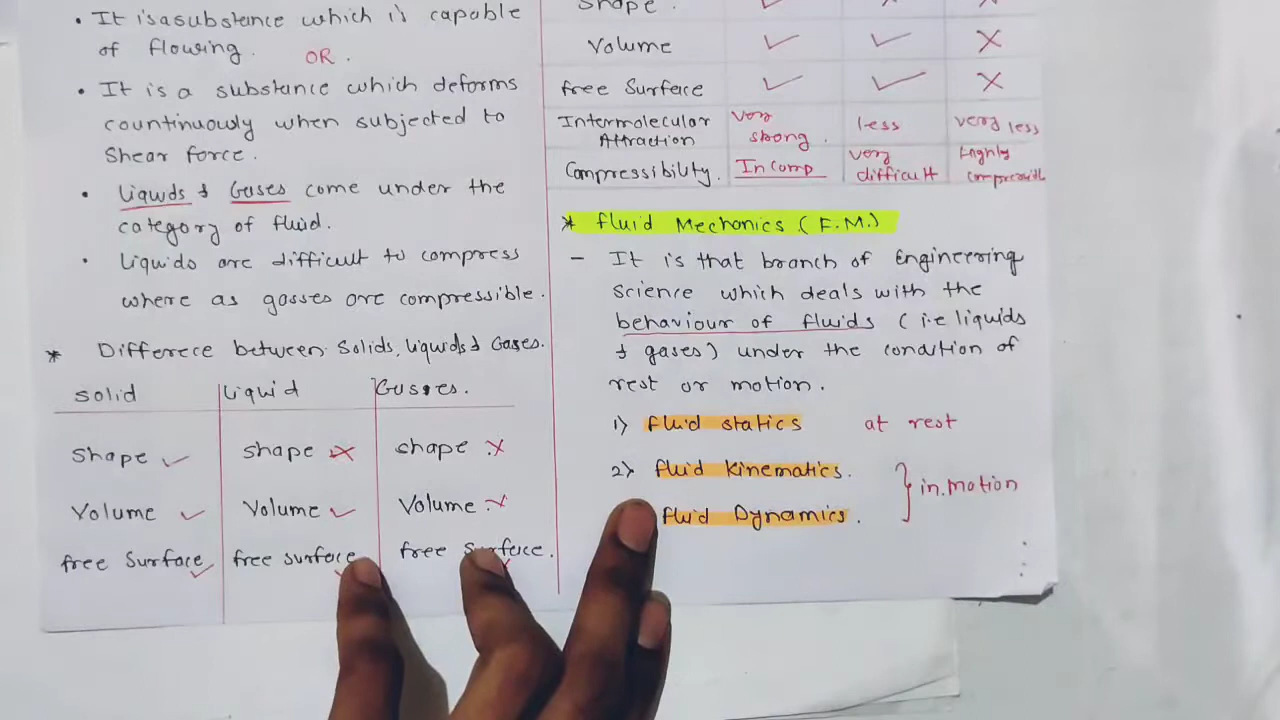 • It is a substance which is capable
of flowing. OR.
• It is a substance which deforms
countinuowly when subjected to
Shear force.
• Liquids & Gases come under the
category of fluid.
• Liquids are difficult to compress
where as gasses are compressible.
* Differece between Solids, Liquids & Gases.
Solid Liquid Gasses.
Shape ✓ shape × shape ×
Volume ✓ Volume ✓ Volume ×
free Surface ✓ free surface free Surface.
Shape.
Volume ✓ ✓ ×
free Surface ✓ ✓ ×
Intermolecular very less very less
Attraction strong.
Compressibility. Incomp very Highly
difficult
* Fluid Mechanics (F.M.)
- It is that branch of Engineering
Science which deals with the
behaviour of fluids (i.e liquids
& gases) under the condition of
rest or motion.
1) fluid statics at rest
2) fluid kinematics. } in.motion
fluid Dynamics.